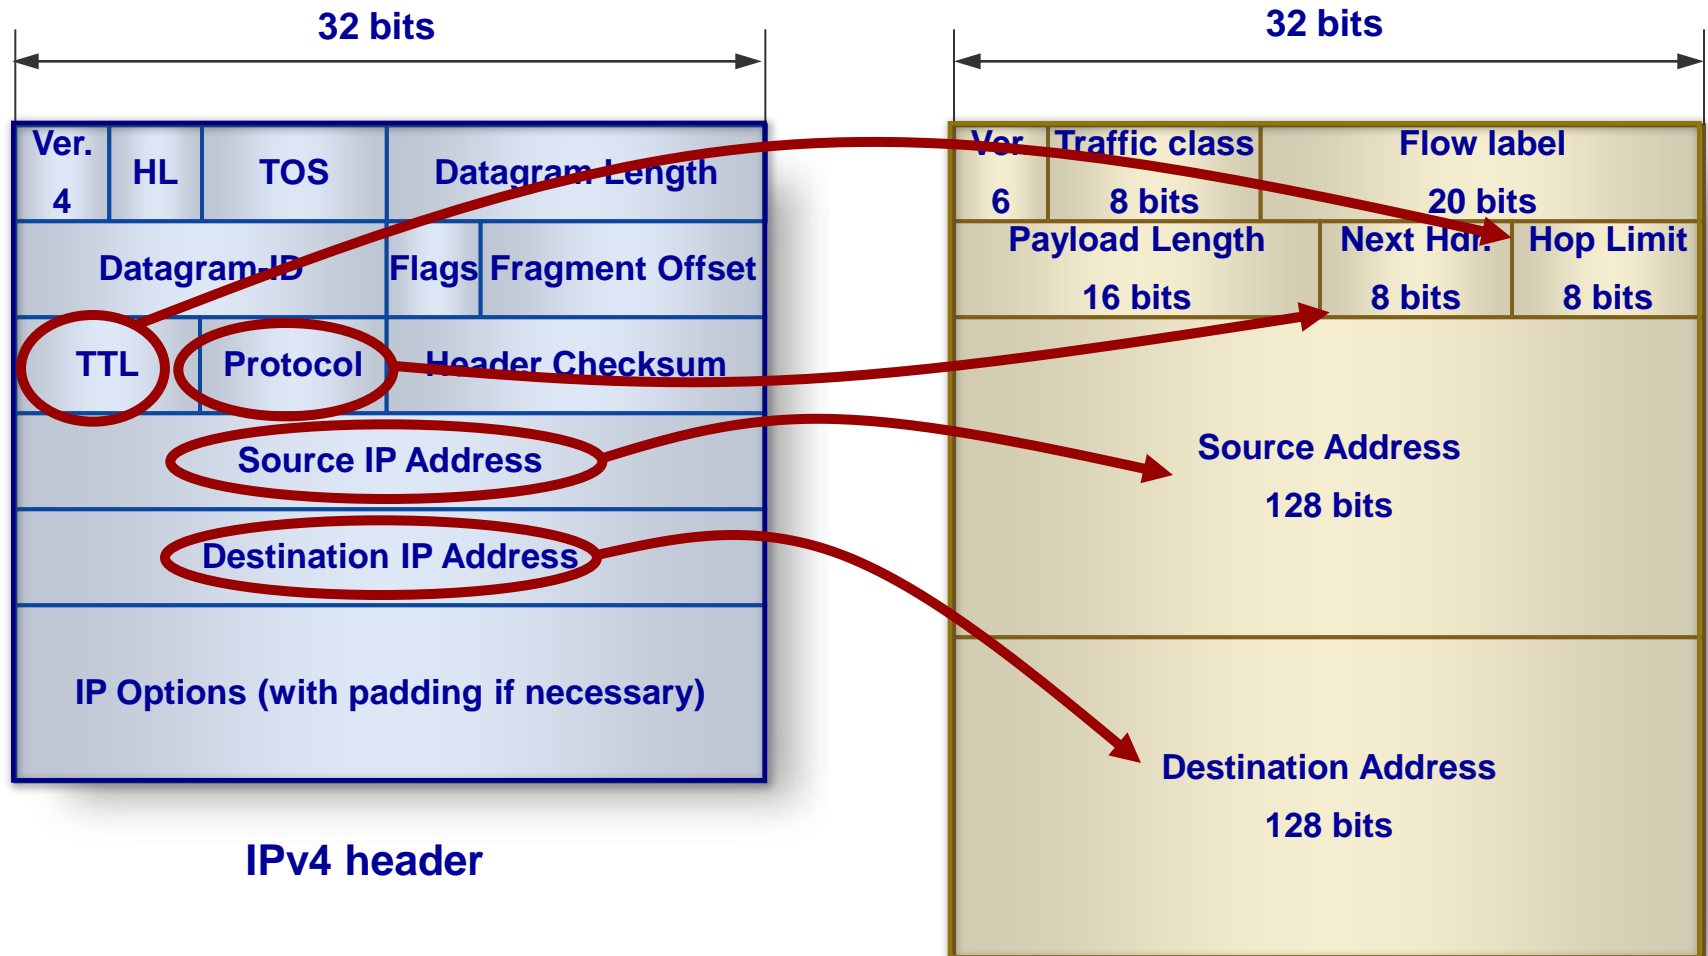 32 bits
32 bits
Ver.
4
HL
TOS
Datagram Length
Datagram-ID
Flags
Fragment Offset
TTL
Protocol
Header Checksum
Source IP Address
Destination IP Address
IP Options (with padding if necessary)
IPv4 header
Ver
6
Traffic class
8 bits
Flow label
20 bits
Payload Length
16 bits
Next Hdr.
8 bits
Hop Limit
8 bits
Source Address
128 bits
Destination Address
128 bits